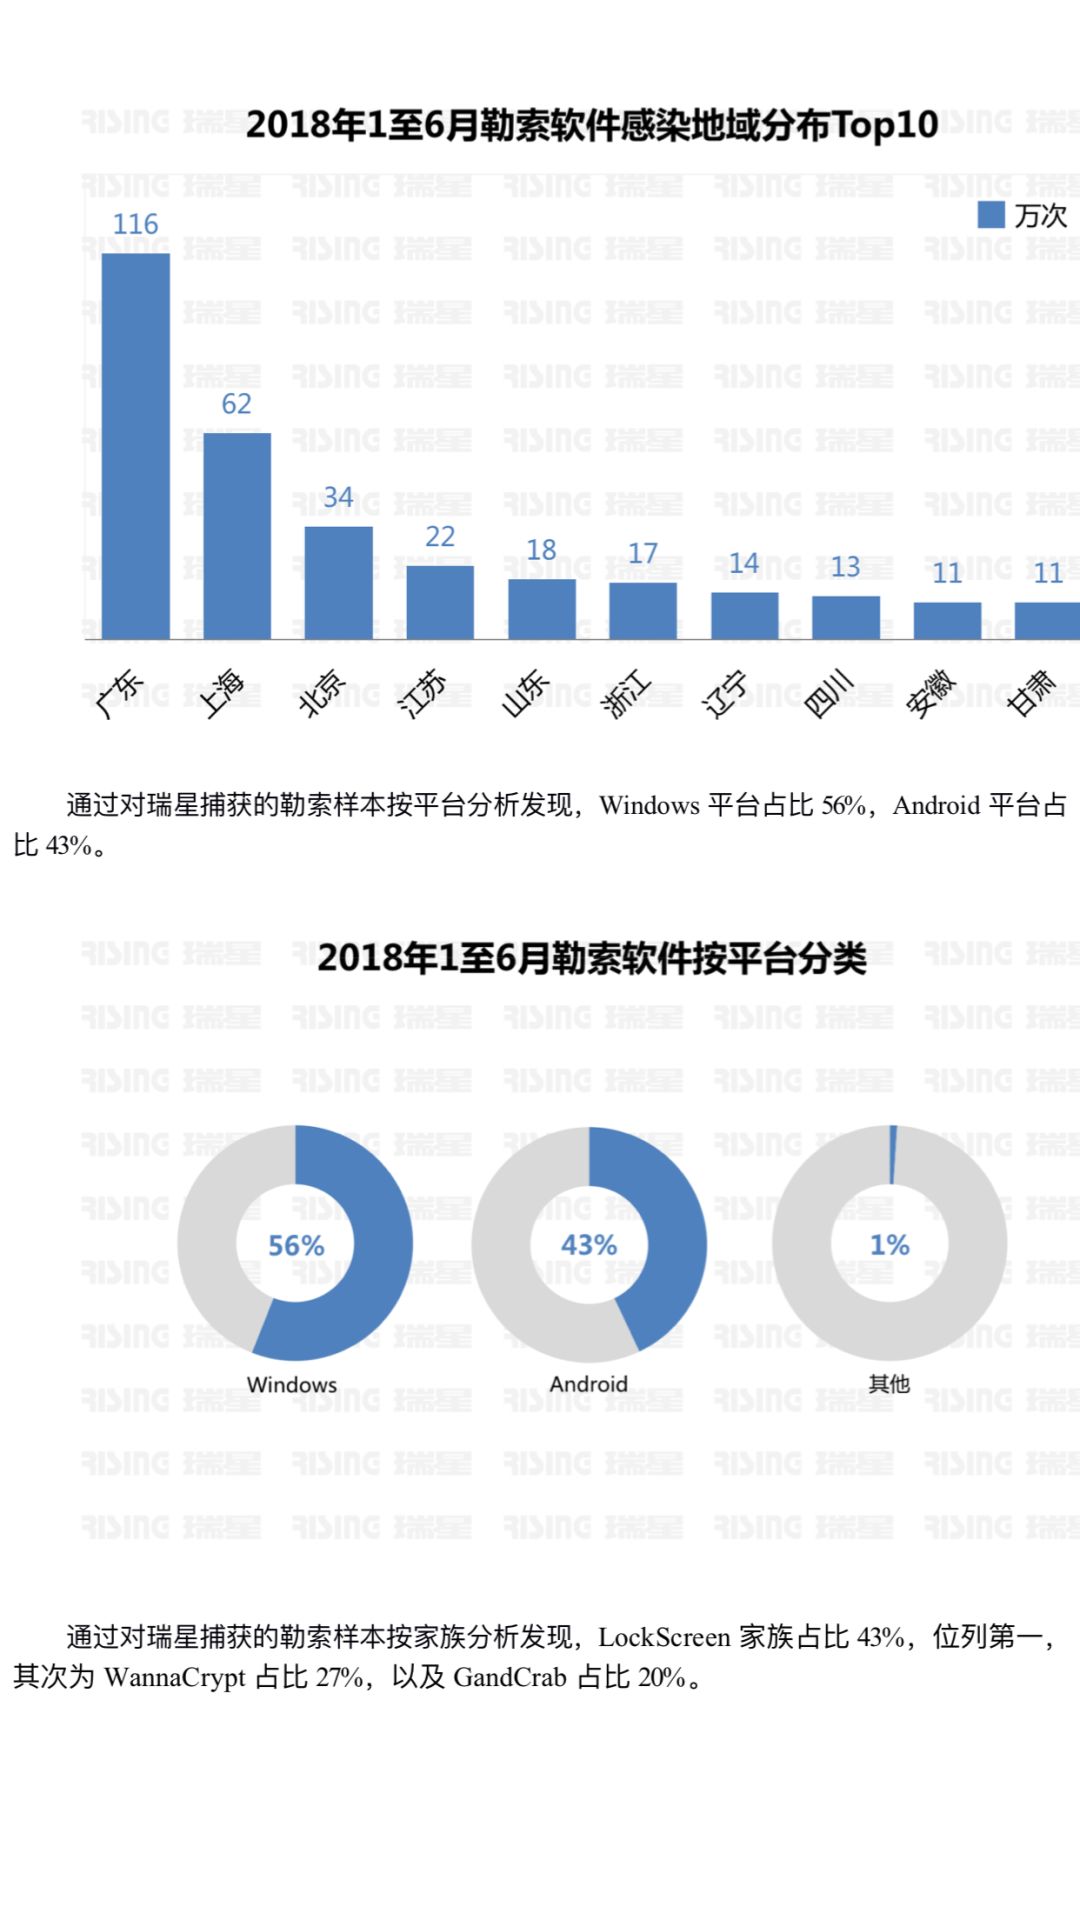 2018年1至6月勒索软件感染地域分布Top10
万次
116
62
34
22
18
17
14
13
11
11
广东
上海
北京
江苏
山东
浙江
辽宁
四川
安徽
甘肃
通过对瑞星捕获的勒索样本按平台分析发现，Windows 平台占比 56%，Android 平台占
比 43%。
2018年1至6月勒索软件按平台分类
56%
43%
1%
Windows
Android
其他
通过对瑞星捕获的勒索样本按家族分析发现，LockScreen 家族占比 43%，位列第一，
其次为 WannaCrypt 占比 27%，以及 GandCrab 占比 20%。
RISING 瑞星